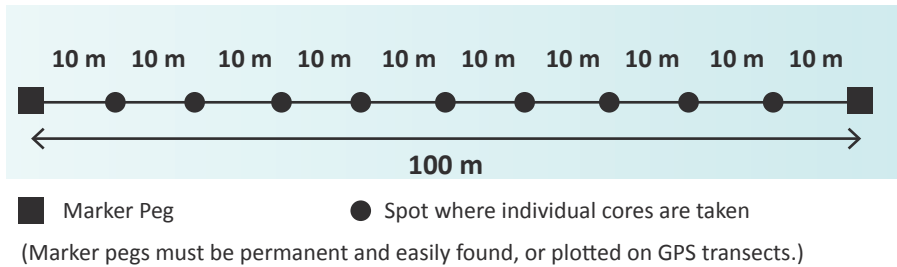 10 m 10 m 10 m 10 m 10 m 10 m 10 m 10 m 10 m 10 m
100 m
Marker Peg Spot where individual cores are taken
(Marker pegs must be permanent and easily found, or plotted on GPS transects.)